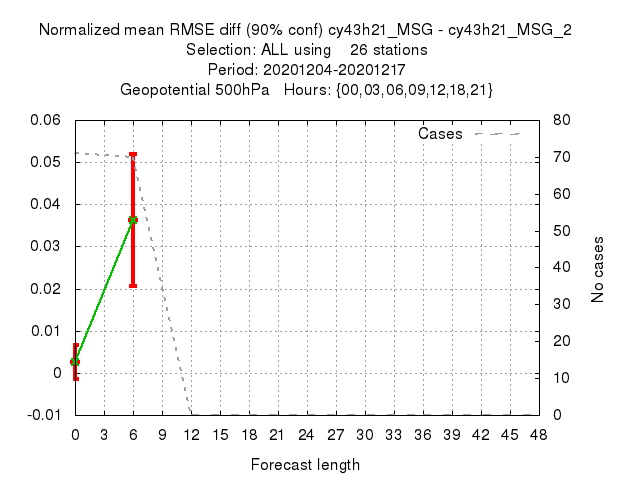 Normalized mean RMSE diff (90% conf) cy43h21_MSG - cy43h21_MSG_2
Selection: ALL using    26 stations
Period: 20201204-20201217
Geopotential 500hPa   Hours: {00,03,06,09,12,18,21}
Cases
0.06
0.05
0.04
0.03
0.02
0.01
0
-0.01
80
70
60
50
40
30
20
10
0
No cases
0 3 6 9 12 15 18 21 24 27 30 33 36 39 42 45 48
Forecast length